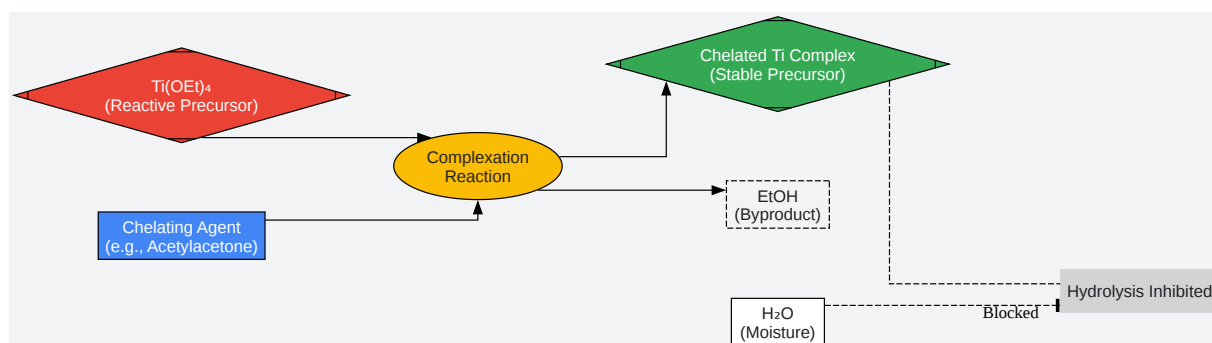 Ti(OEt)₄
(Reactive Precursor)
Chelating Agent
(e.g., Acetylacetone)
Complexation
Reaction
Chelated Ti Complex
(Stable Precursor)
EtOH
(Byproduct)
H₂O
(Moisture)
Blocked
Hydrolysis Inhibited